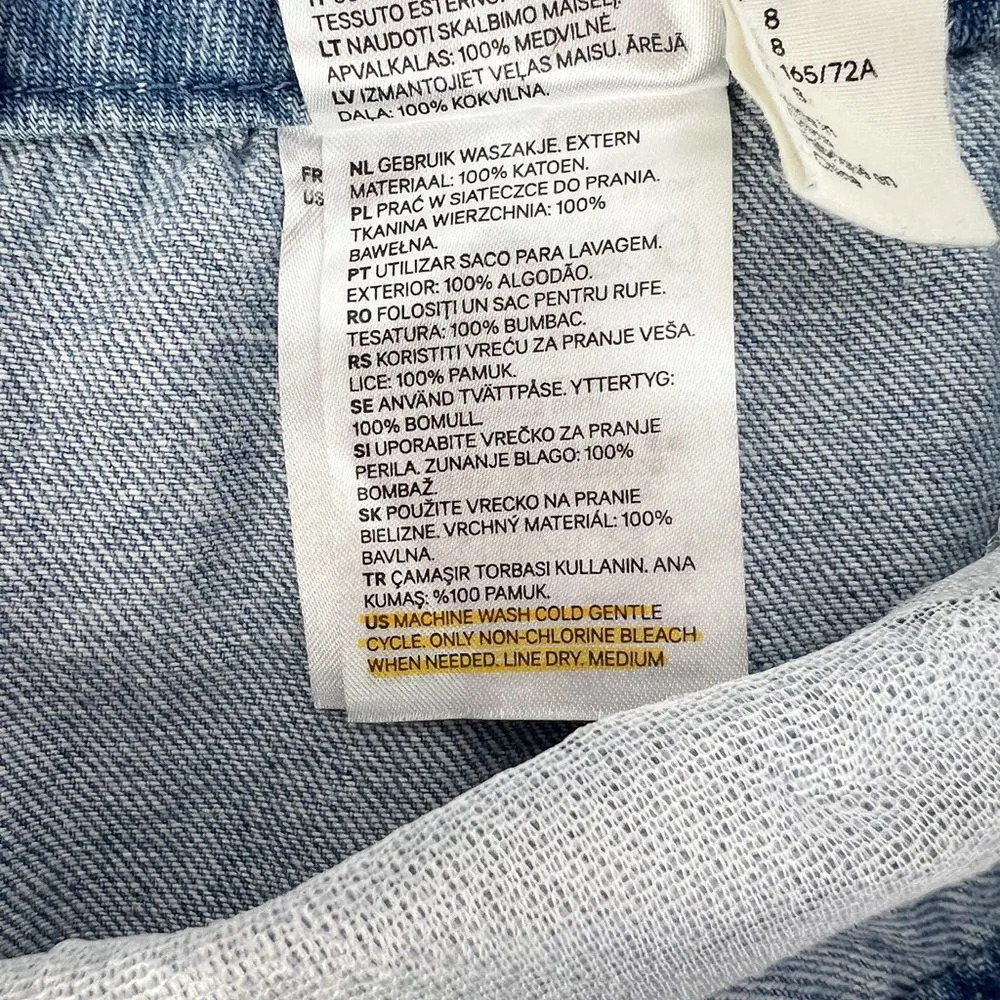 TESSUTO ESTERNO:
LT NAUDOTI SKALBIMO MAIŠELĮ.
APVALKALAS: 100% MEDVILNĖ.
LV IZMANTOJIET VEĻAS MAISU. ĀRĒJĀ
DAĻA: 100% KOKVILNA.
8
8
165/72A
8
FR
US
NL GEBRUIK WASZAKJE. EXTERN
MATERIAAL: 100% KATOEN.
PL PRAĆ W SIATECZCE DO PRANIA.
TKANINA WIERZCHNIA: 100%
BAWEŁNA.
PT UTILIZAR SACO PARA LAVAGEM.
EXTERIOR: 100% ALGODÃO.
RO FOLOSIȚI UN SAC PENTRU RUFE.
TESATURA: 100% BUMBAC.
RS KORISTITI VREĆU ZA PRANJE VEŠA.
LICE: 100% PAMUK.
SE ANVÄND TVÄTTPÅSE. YTTERTYG:
100% BOMULL.
SI UPORABITE VREČKO ZA PRANJE
PERILA. ZUNANJE BLAGO: 100%
BOMBAŽ.
SK POUŽITE VRECKO NA PRANIE
BIELIZNE. VRCHNÝ MATERIÁL: 100%
BAVLNA.
TR ÇAMAŞIR TORBASI KULLANIN. ANA
KUMAŞ: %100 PAMUK.
US MACHINE WASH COLD GENTLE
CYCLE. ONLY NON-CHLORINE BLEACH
WHEN NEEDED. LINE DRY. MEDIUM